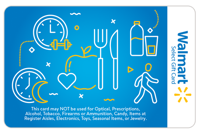 Walmart
Select Gift Card
This card may NOT be used for Optical, Prescriptions,
Alcohol, Tobacco, Firearms or Ammunition, Candy, Items at
Register Aisles, Electronics, Toys, Seasonal Items, or Jewelry.